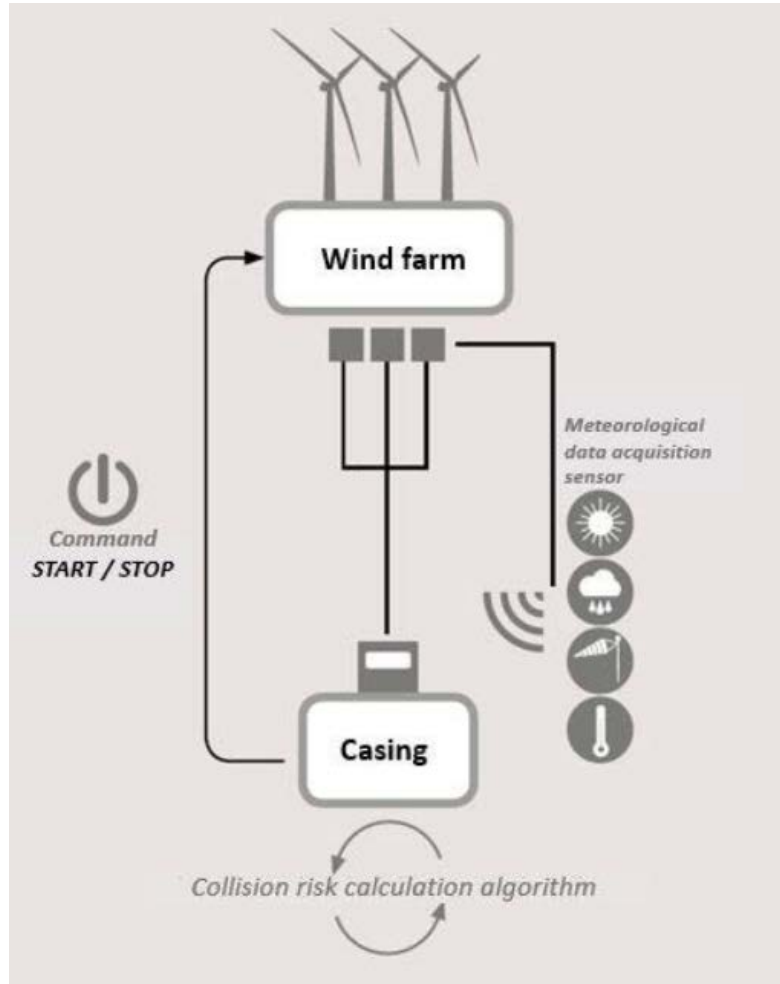 Wind farm
Meteorological
data acquisition
sensor
Command
START / STOP
Casing
Collision risk calculation algorithm